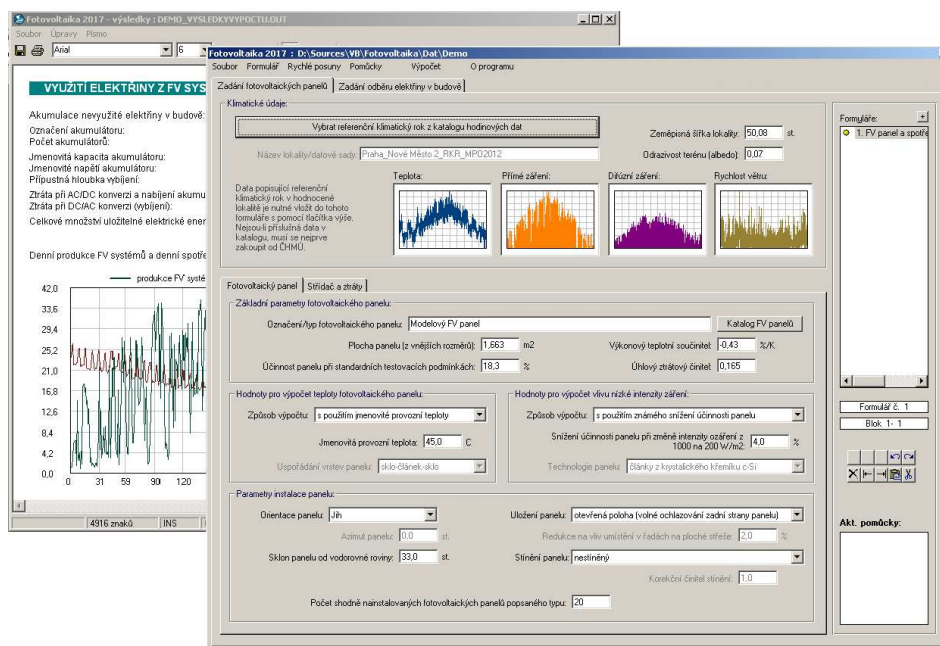 Fotovoltaika 2017 - výsledky : DEMO_VYSLEDKYVYPOCTU.OUT
Soubor Úpravy Písmo
Arial 6
VYUŽITÍ ELEKTŘINY Z FV SYS
Akumulace nevyužité elektřiny v budově:
Označení akumulátoru:
Počet akumulátorů:
Jmenovitá kapacita akumulátoru:
Jmenovité napětí akumulátoru:
Přípustná hloubka vybíjení:
Ztráta při AC/DC konverzi a nabíjení akumu
Ztráta při DC/AC konverzi (vybíjení):
Celkové množství uložitelné elektrické ener
Denní produkce FV systémů a denní spotře
produkce FV systé
42,0
33,6
29,4
25,2
21,0
16,8
12,6
8,4
4,2
0,0
0 31 59 90 120
4916 znaků INS
Fotovoltaika 2017 : D:\Sources\VB\Fotovoltaika\Dat\Demo
Soubor Formulář Rychlé posuny Pomůcky Výpočet O programu
Zadání fotovoltaických panelů Zadání odběru elektřiny v budově
Klimatické údaje:
Vybrat referenční klimatický rok z katalogu hodinových dat
Zeměpisná šířka lokality: 50,08 st.
Název lokality/datové sady: Praha_Nové Město 2_RKR_MPO2012
Odrazivost terénu (albedo): 0,07
Teplota: Přímé záření: Difúzní záření: Rychlost větru:
Data popisující referenční
klimatický rok v hodnocené
lokalitě je nutné vložit do tohoto
formuláře s pomocí tlačítka výše.
Nejsou-li příslušná data v
katalogu, musí se nejprve
zakoupit od ČHMÚ.
Fotovoltaický panel Střídač a ztráty
Základní parametry fotovoltaického panelu:
Označení/typ fotovoltaického panelu: Modelový FV panel Katalog FV panelů
Plocha panelu (z vnějších rozměrů): 1,663 m2 Výkonový teplotní součinitel: -0,43 %/K
Účinnost panelu při standardních testovacích podmínkách: 18,3 % Úhlový ztrátový činitel: 0,165
Hodnoty pro výpočet teploty fotovoltaického panelu:
Způsob výpočtu: s použitím jmenovité provozní teploty
Jmenovitá provozní teplota: 45,0 C
Uspořádání vrstev panelu: sklo-článek-sklo
Hodnoty pro výpočet vlivu nízké intenzity záření:
Způsob výpočtu: s použitím známého snížení účinnosti panelu
Snížení účinnosti panelu při změně intenzity ozáření z
1000 na 200 W/m2: 4,0 %
Technologie panelu: články z krystalického křemíku c-Si
Parametry instalace panelu:
Orientace panelu: Jih Uložení panelu: otevřená poloha (volné ochlazování zadní strany panelu)
Azimut panelu: 0,0 st. Redukce na vliv umístění v řadách na ploché střeše: 2,0 %
Sklon panelu od vodorovné roviny: 33,0 st. Stínění panelu: nestíněný
Korekční činitel stínění: 1,0
Počet shodně nainstalovaných fotovoltaických panelů popsaného typu: 20
Formuláře: +
1. FV panel a spotře
Formulář č. 1
Blok 1- 1
Akt. pomůcky: